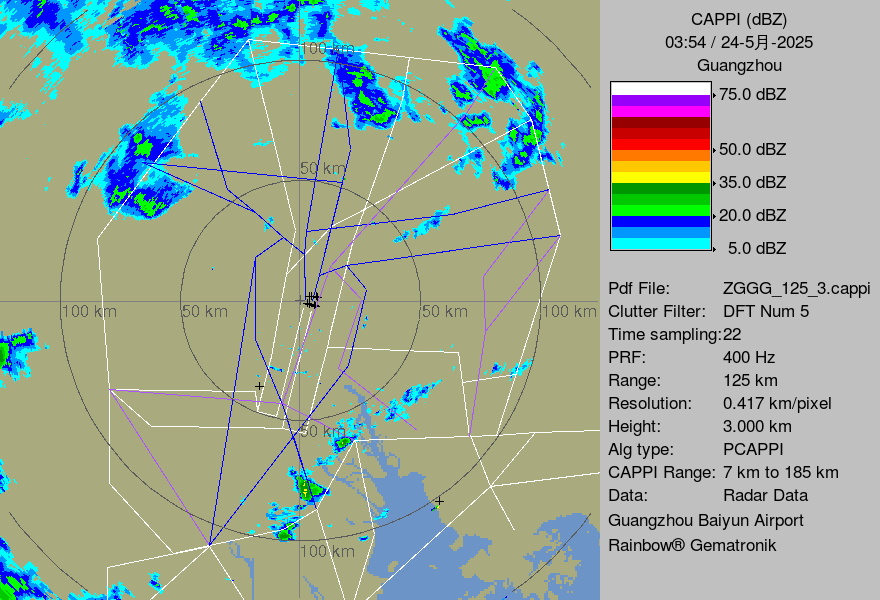 CAPPI (dBZ)
03:54 / 24-5月-2025
Guangzhou
75.0 dBZ
50.0 dBZ
35.0 dBZ
20.0 dBZ
5.0 dBZ
Pdf File: ZGGG_125_3.cappi
Clutter Filter: DFT Num 5
Time sampling:22
PRF: 400 Hz
Range: 125 km
Resolution: 0.417 km/pixel
Height: 3.000 km
Alg type: PCAPPI
CAPPI Range: 7 km to 185 km
Data: Radar Data
Guangzhou Baiyun Airport
Rainbow® Gematronik
100 km
50 km
100 km
50 km
50 km
100 km
50 km
100 km